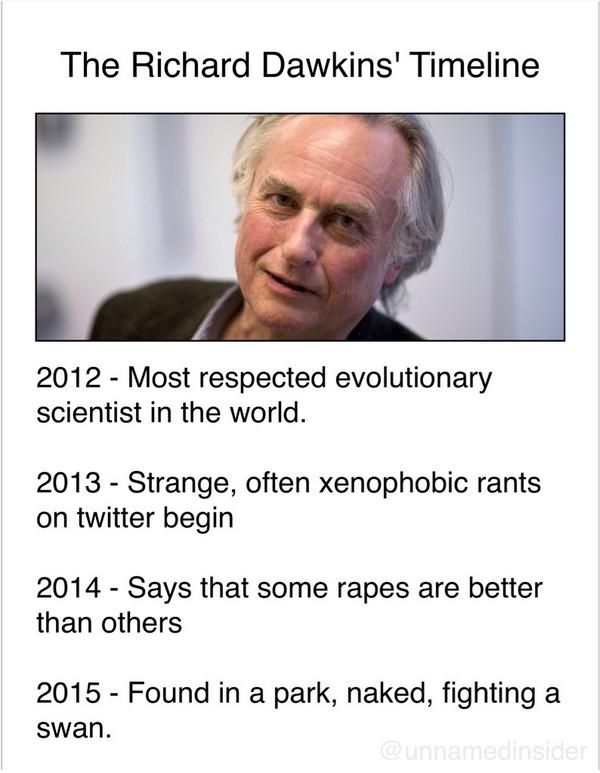 The Richard Dawkins' Timeline
2012 - Most respected evolutionary
scientist in the world.
2013 - Strange, often xenophobic rants
on twitter begin
2014 - Says that some rapes are better
than others
2015 - Found in a park, naked, fighting a
swan.
@unnamedinsider